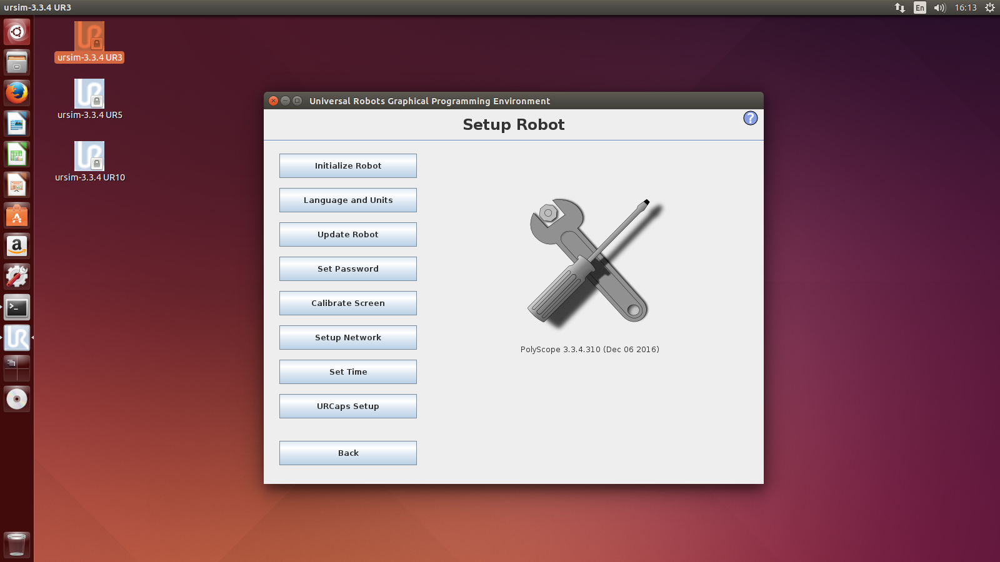 ursim-3.3.4 UR3
En
16:13
ursim-3.3.4 UR3
ursim-3.3.4 UR5
ursim-3.3.4 UR10
Universal Robots Graphical Programming Environment
Setup Robot
?
Initialize Robot
Language and Units
Update Robot
Set Password
Calibrate Screen
Setup Network
Set Time
URCaps Setup
Back
PolyScope 3.3.4.310 (Dec 06 2016)